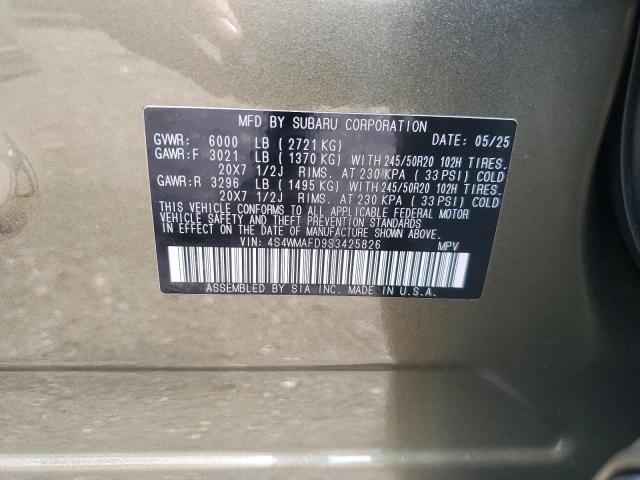 MFD BY SUBARU CORPORATION DATE: 05/25
GVWR: 6000 LB ( 2721 KG)
GAWR:F 3021 LB ( 1370 KG) WITH 245/50R20 102H TIRES.
20X7 1/2J RIMS. AT 230 KPA ( 33 PSI) COLD
GAWR:R 3296 LB ( 1495 KG) WITH 245/50R20 102H TIRES.
20X7 1/2J RIMS. AT 230 KPA ( 33 PSI) COLD
THIS VEHICLE CONFORMS TO ALL APPLICABLE FEDERAL MOTOR
VEHICLE SAFETY AND THEFT PREVENTION STANDARDS
IN EFFECT ON THE DATE OF MANUFACTURE SHOWN ABOVE.
VIN: 4S4WMAFD9S3425826 MPV
ASSEMBLED BY SIA INC. MADE IN U.S.A.